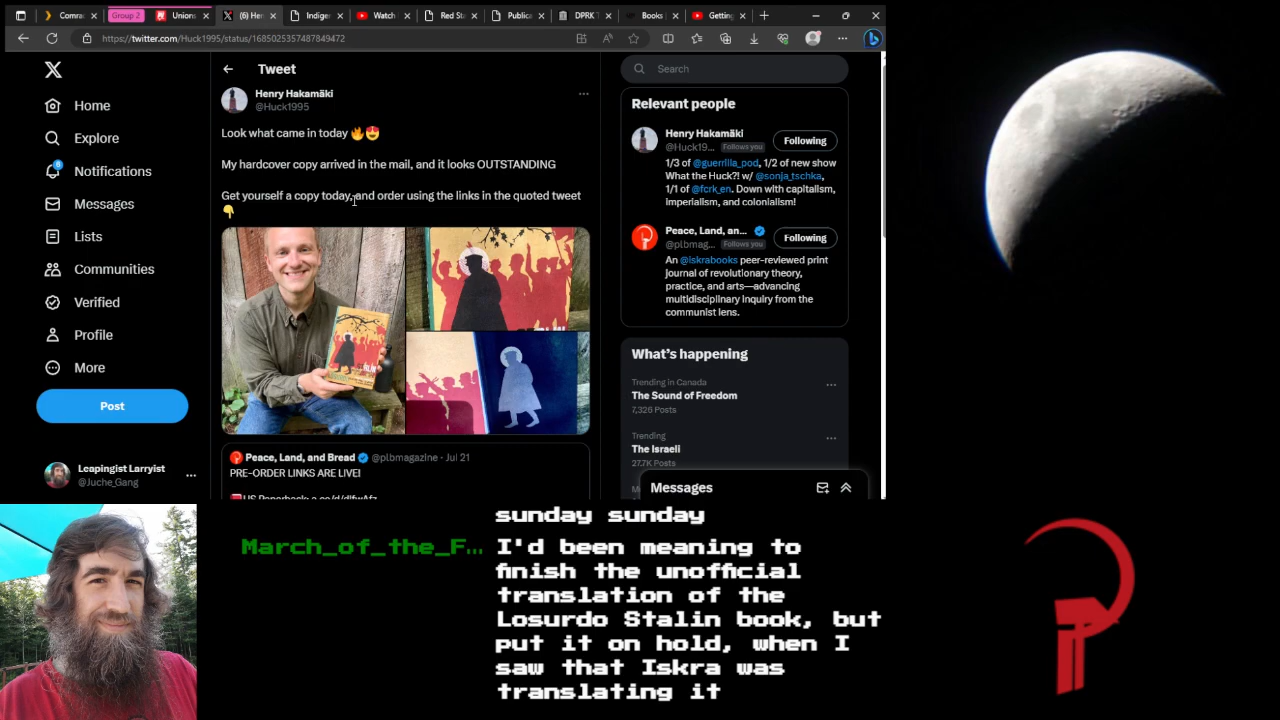 Comrad
Group 2
Unions
(6) Hen
Indige
Watch
Red St
Publica
DPRK T
Books
Getting
https://twitter.com/Huck1995/status/1685025357487849472
Tweet
Search
Henry Hakamäki
@Huck1995
Look what came in today 🔥😍
My hardcover copy arrived in the mail, and it looks OUTSTANDING
Get yourself a copy today, and order using the links in the quoted tweet
👇
Home
Explore
6
Notifications
Messages
Lists
Communities
Verified
Profile
More
Post
Leapingist Larryist
@Juche_Gang
Peace, Land, and Bread @plbmagazine · Jul 21
PRE-ORDER LINKS ARE LIVE!
US Paperback: a.co/d/dlfwAfz
Relevant people
Henry Hakamäki
@Huck19... Follows you
Following
1/3 of @guerrilla_pod, 1/2 of new show
What the Huck?! w/ @sonja_tschka,
1/1 of @fcrk_en. Down with capitalism,
imperialism, and colonialism!
Peace, Land, an...
@plbmag... Follows you
Following
An @iskrabooks peer-reviewed print
journal of revolutionary theory,
practice, and arts—advancing
multidisciplinary inquiry from the
communist lens.
What's happening
Trending in Canada
The Sound of Freedom
7,326 Posts
Trending
The Israeli
27.7K Posts
Messages
sunday sunday
March_of_the_F... I'd been meaning to
finish the unofficial
translation of the
Losurdo Stalin book, but
put it on hold, when I
saw that Iskra was
translating it